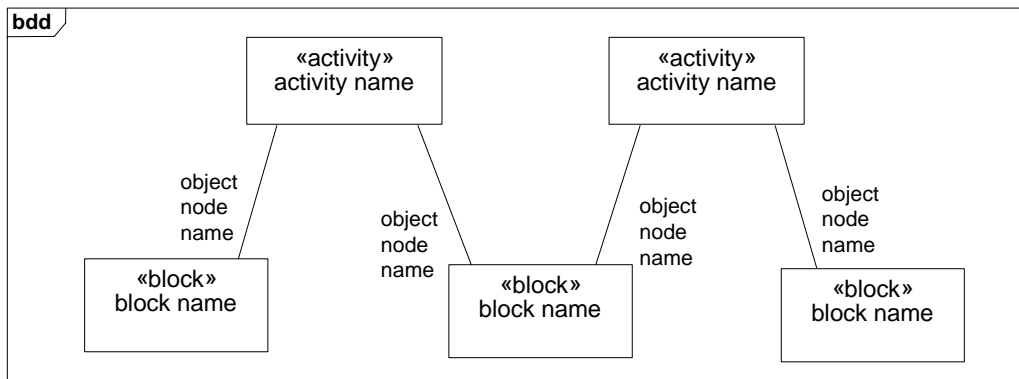 bdd
«activity»
activity name
«activity»
activity name
object
node
name
object
node
name
object
node
name
object
node
name
«block»
block name
«block»
block name
«block»
block name